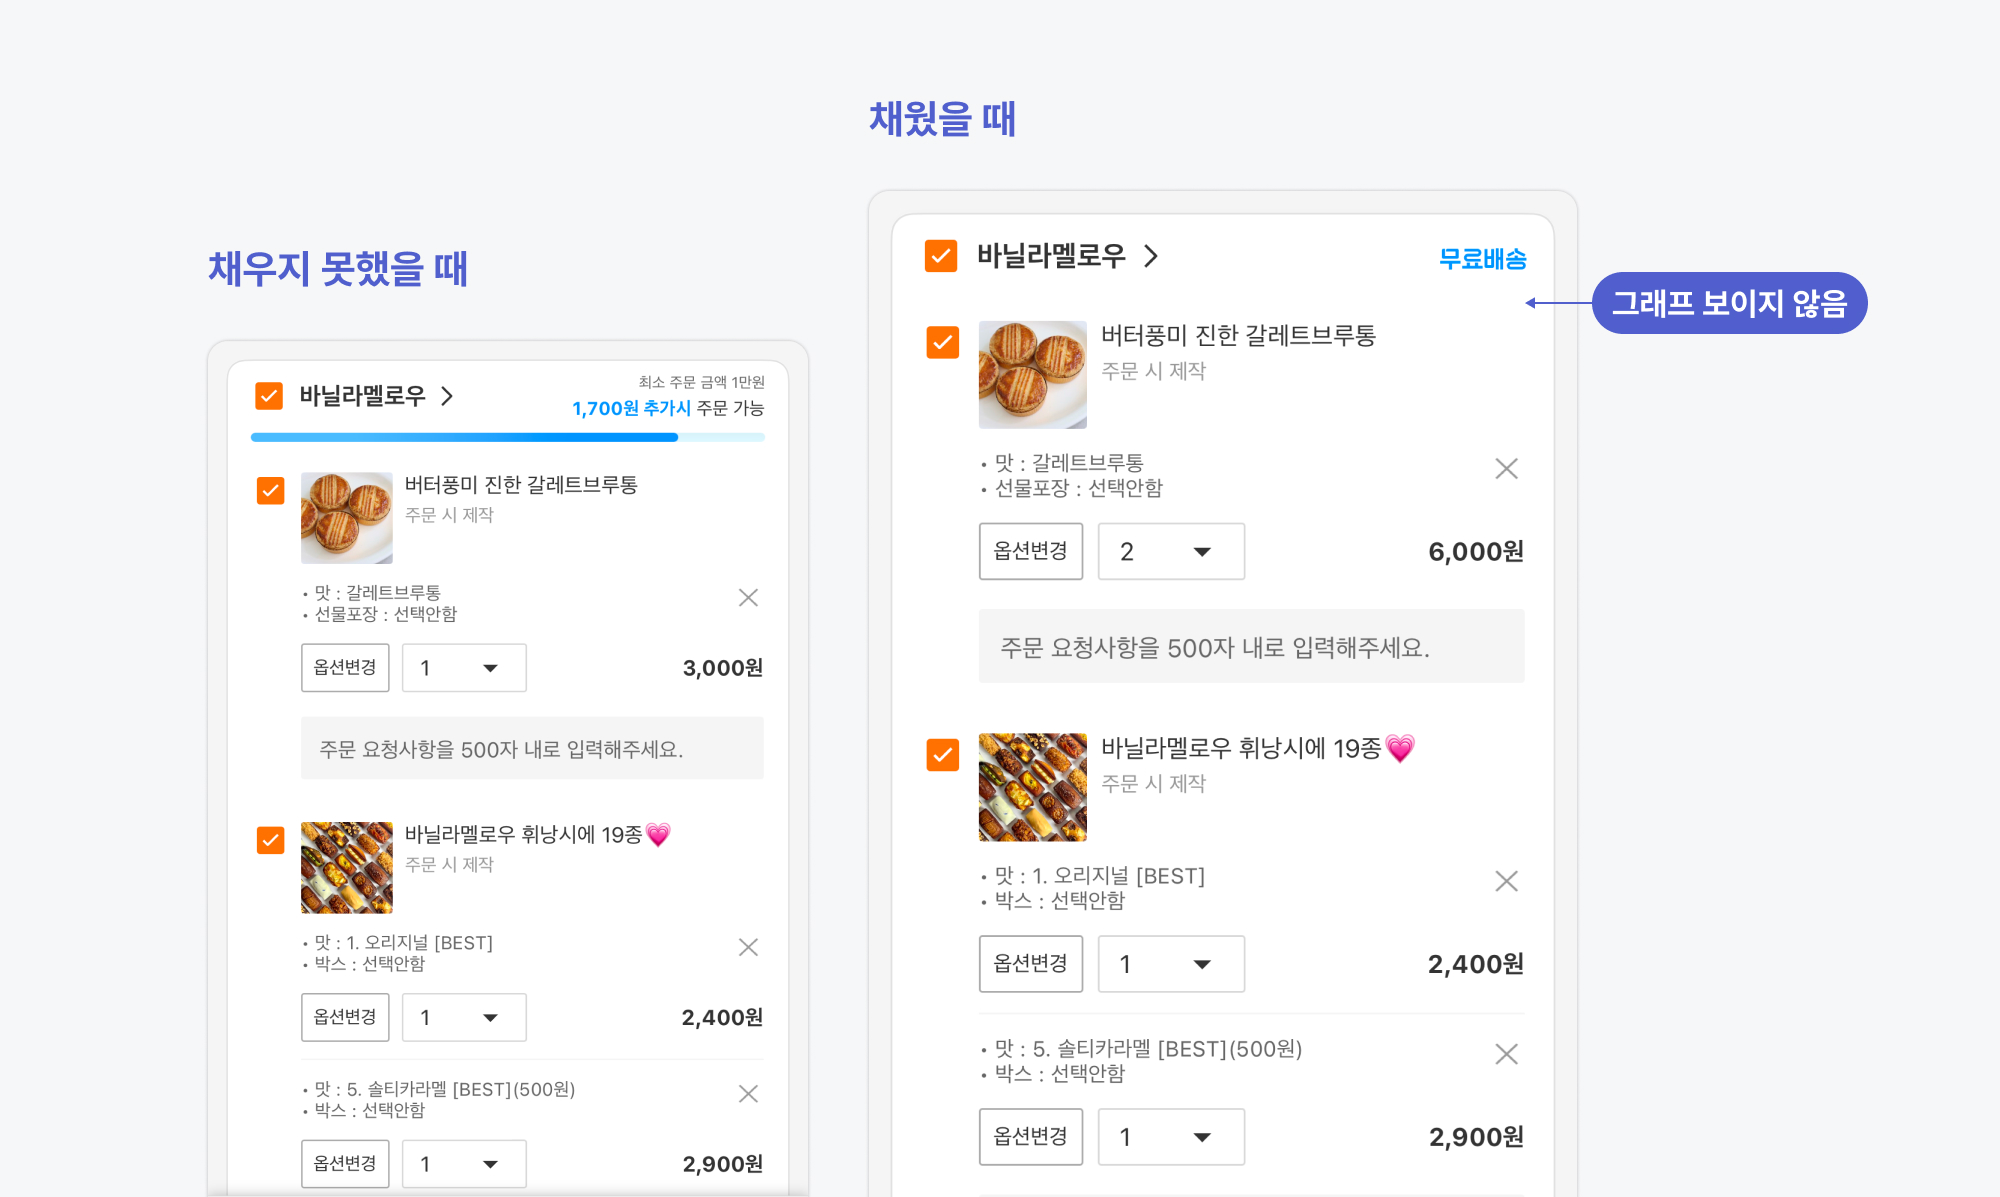 채우지 못했을 때
바닐라멜로우
최소 주문 금액 1만원
1,700원 추가시 주문 가능
버터풍미 진한 갈레트브루통
주문 시 제작
• 맛 : 갈레트브루통
• 선물포장 : 선택안함
옵션변경
1
3,000원
주문 요청사항을 500자 내로 입력해주세요.
바닐라멜로우 휘낭시에 19종💗
주문 시 제작
• 맛 : 1. 오리지널 [BEST]
• 박스 : 선택안함
옵션변경
1
2,400원
• 맛 : 5. 솔티카라멜 [BEST](500원)
• 박스 : 선택안함
옵션변경
1
2,900원
채웠을 때
바닐라멜로우
무료배송
그래프 보이지 않음
버터풍미 진한 갈레트브루통
주문 시 제작
• 맛 : 갈레트브루통
• 선물포장 : 선택안함
옵션변경
2
6,000원
주문 요청사항을 500자 내로 입력해주세요.
바닐라멜로우 휘낭시에 19종💗
주문 시 제작
• 맛 : 1. 오리지널 [BEST]
• 박스 : 선택안함
옵션변경
1
2,400원
• 맛 : 5. 솔티카라멜 [BEST](500원)
• 박스 : 선택안함
옵션변경
1
2,900원